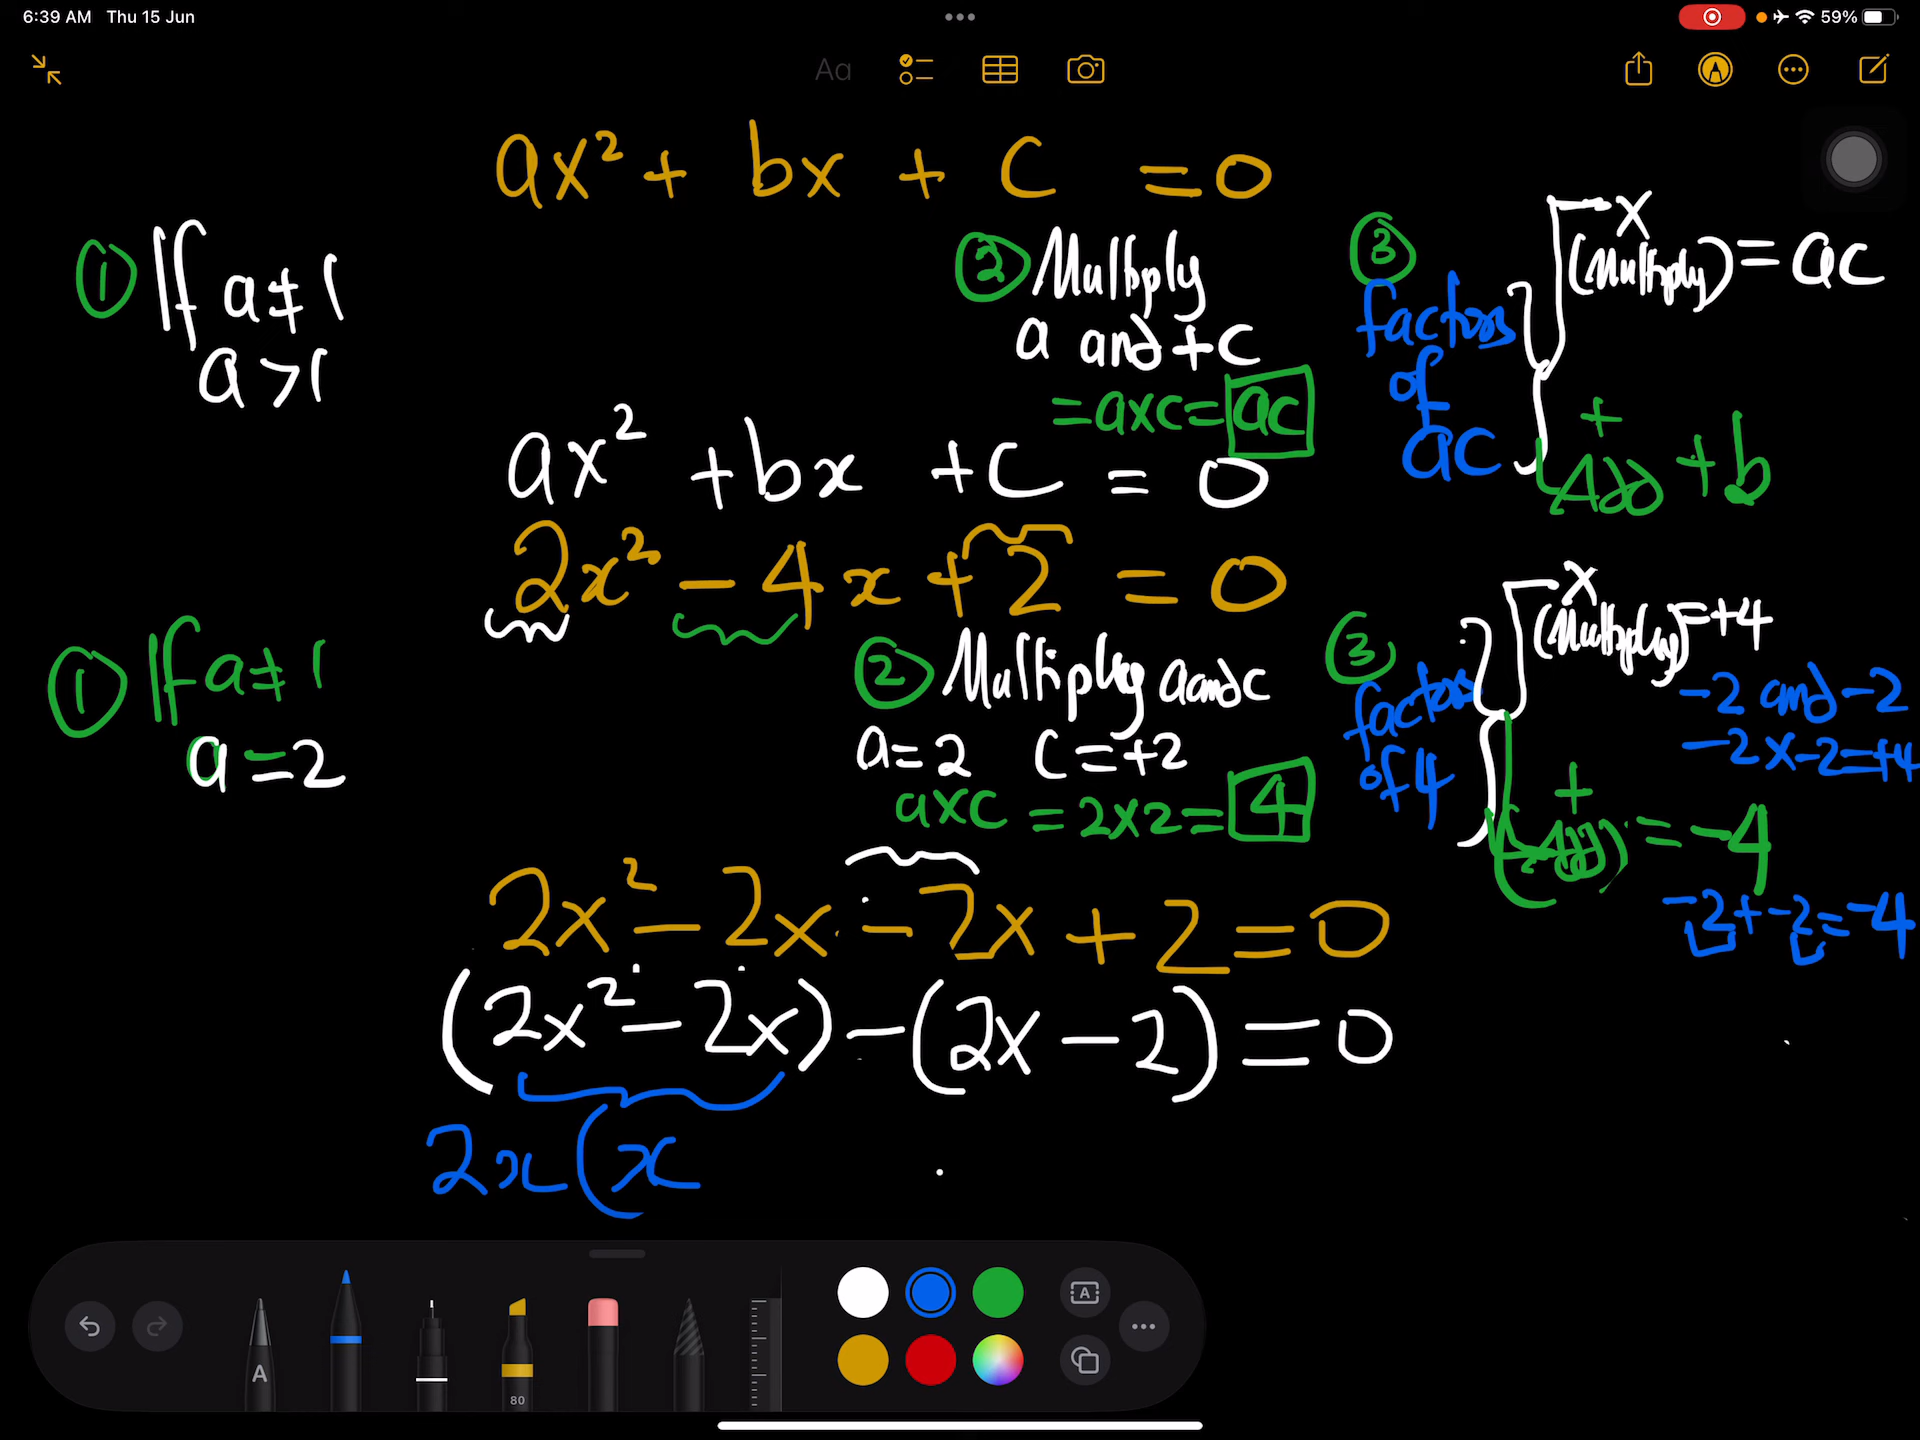 6:39 AM Thu 15 Jun
59%
Aa
ax² + bx + c = 0
① If a ≠ 1
a > 1
② Multiply
a and + c
= a x c = ac
③ factors
of
ac
x
(Multiply) = ac
+
Add + b
ax² + bx + c = 0
2x² - 4x + 2 = 0
① If a ≠ 1
a = 2
② Multiply a and c
a = 2 c = +2
a x c = 2 x 2 = 4
③ factors
of 4
x
(Multiply) = +4
-2 and -2
-2 x -2 = +4
+
(Add) = -4
-2 + -2 = -4
2x² - 2x - 2x + 2 = 0
(2x² - 2x) - (2x - 2) = 0
2x (x
A
80
A